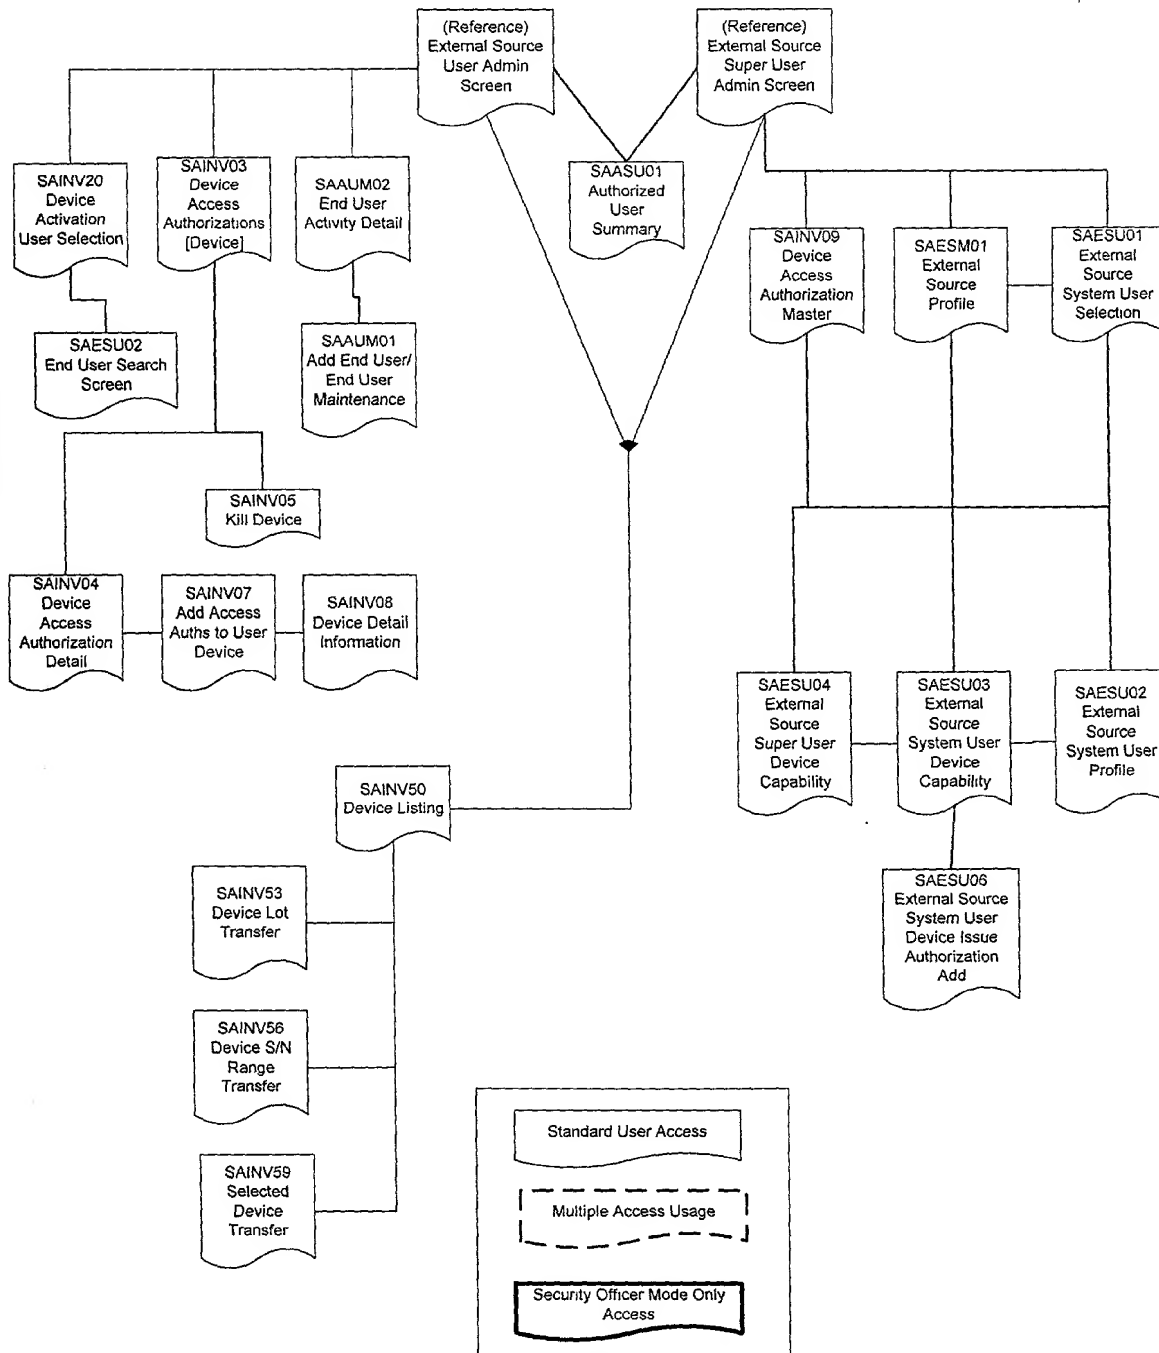 (Reference)
External Source
User Admin
Screen
(Reference)
External Source
Super User
Admin Screen
SAINV20
Device
Activation
User Selection
SAINV03
Device
Access
Authorizations
[Device]
SAAUM02
End User
Activity Detail
SAASU01
Authorized
User
Summary
SAINV09
Device
Access
Authorization
Master
SAESM01
External
Source
Profile
SAESU01
External
Source
System User
Selection
SAESU02
End User Search
Screen
SAAUM01
Add End User/
End User
Maintenance
SAINV05
Kill Device
SAINV04
Device
Access
Authorization
Detail
SAINV07
Add Access
Auths to User
Device
SAINV08
Device Detail
Information
SAESU04
External
Source
Super User
Device
Capability
SAESU03
External
Source
System User
Device
Capability
SAESU02
External
Source
System User
Profile
SAINV50
Device Listing
SAINV53
Device Lot
Transfer
SAESU06
External Source
System User
Device Issue
Authorization
Add
SAINV56
Device S/N
Range
Transfer
SAINV59
Selected
Device
Transfer
Standard User Access
Multiple Access Usage
Security Officer Mode Only
Access